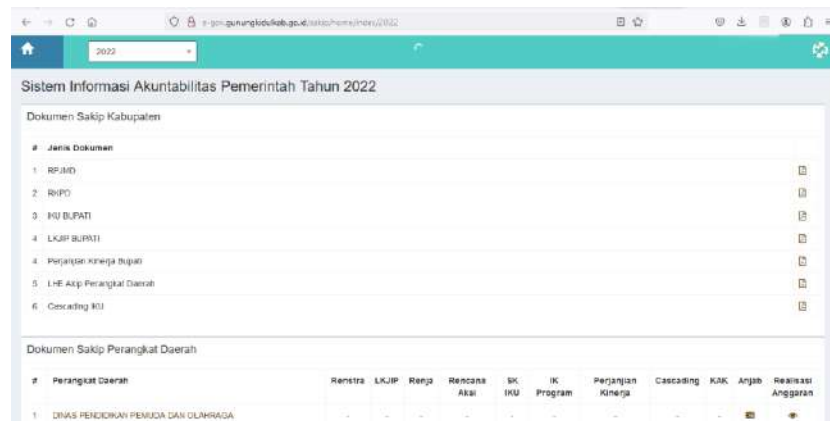 e-gov.gunungkidulkab.go.id/sakip/home/index/2022
2022
Sistem Informasi Akuntabilitas Pemerintah Tahun 2022
Dokumen Sakip Kabupaten
# Jenis Dokumen
1 RPJMD
2 RKPD
3 IKU BUPATI
4 LKJIP BUPATI
4 Perjanjian Kinerja Bupati
5 LHE Akip Perangkat Daerah
6 Cascading IKU
Dokumen Sakip Perangkat Daerah
# Perangkat Daerah Renstra LKJIP Renja Rencana Aksi SK IKU IK Program Perjanjian Kinerja Cascading KAK Anjab Realisasi Anggaran
1 DINAS PENDIDIKAN PEMUDA DAN OLAHRAGA - - - - - - - - -